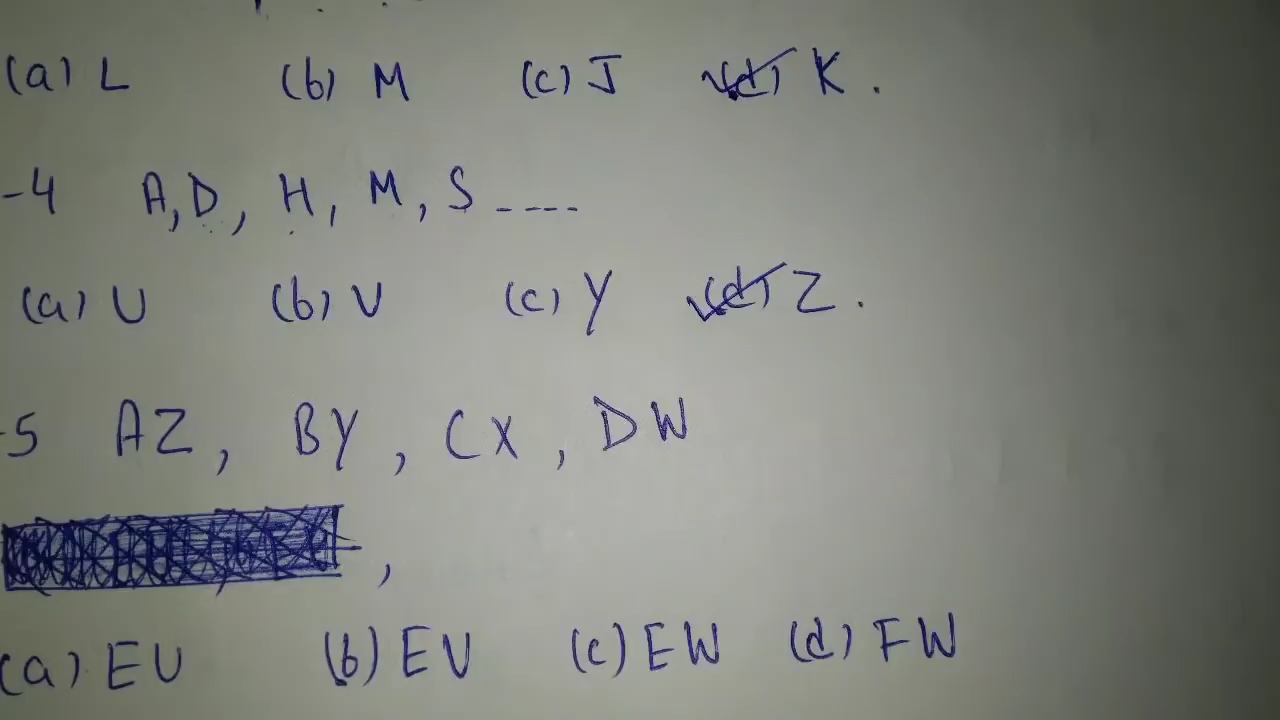 (a) L (b) M (c) J (d) K.
-4 A, D, H, M, S ----
(a) U (b) V (c) Y (d) Z.
-5 AZ, BY, CX, DW
,
(a) EU (b) EV (c) EW (d) FW